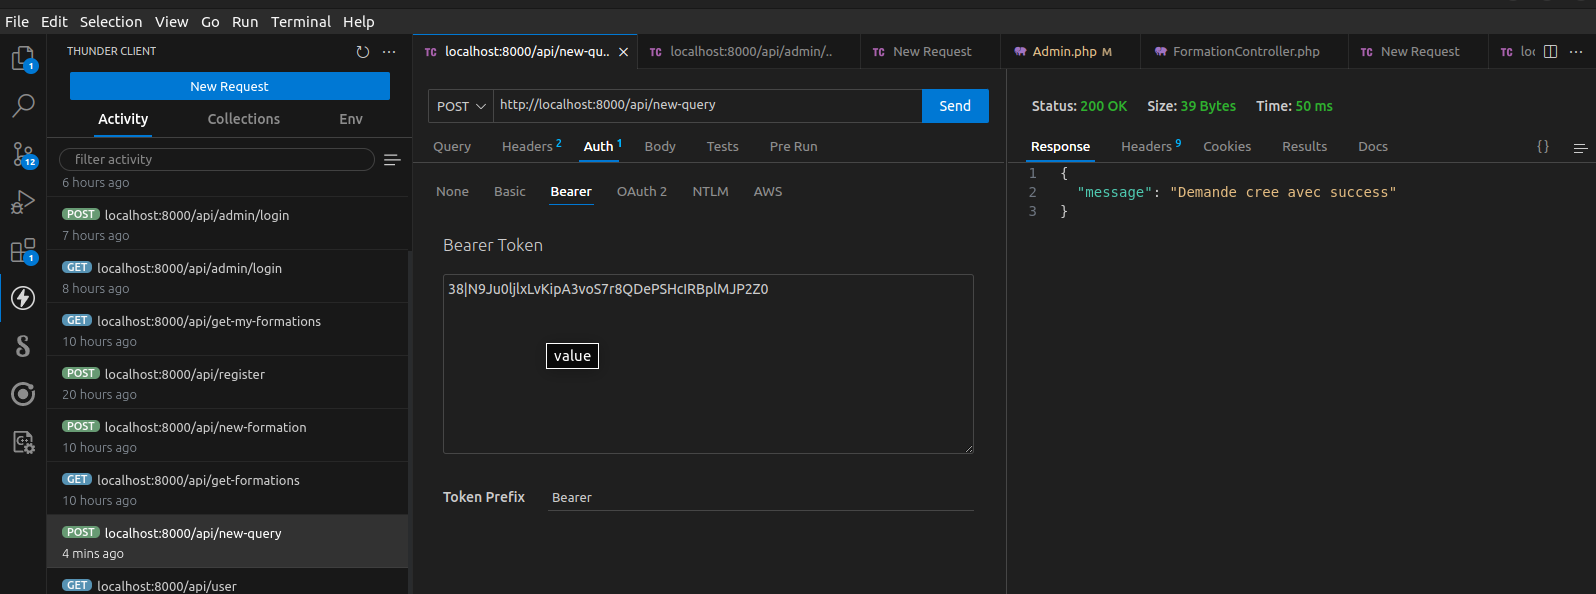 File Edit Selection View Go Run Terminal Help
THUNDER CLIENT
New Request
Activity Collections Env
filter activity
6 hours ago
POST localhost:8000/api/admin/login
7 hours ago
GET localhost:8000/api/admin/login
8 hours ago
GET localhost:8000/api/get-my-formations
10 hours ago
POST localhost:8000/api/register
20 hours ago
POST localhost:8000/api/new-formation
10 hours ago
GET localhost:8000/api/get-formations
10 hours ago
POST localhost:8000/api/new-query
4 mins ago
GET localhost:8000/api/user
1
12
1
TC localhost:8000/api/new-qu.. TC localhost:8000/api/admin/.. TC New Request Admin.php M FormationController.php TC New Request TC loc
POST http://localhost:8000/api/new-query Send
Query Headers 2 Auth 1 Body Tests Pre Run
None Basic Bearer OAuth 2 NTLM AWS
Bearer Token
38|N9Ju0ljlxLvKipA3voS7r8QDePSHcIRBplMJP2Z0
value
Token Prefix Bearer
Status: 200 OK Size: 39 Bytes Time: 50 ms
Response Headers 9 Cookies Results Docs {}
1 {
2 "message": "Demande cree avec success"
3 }